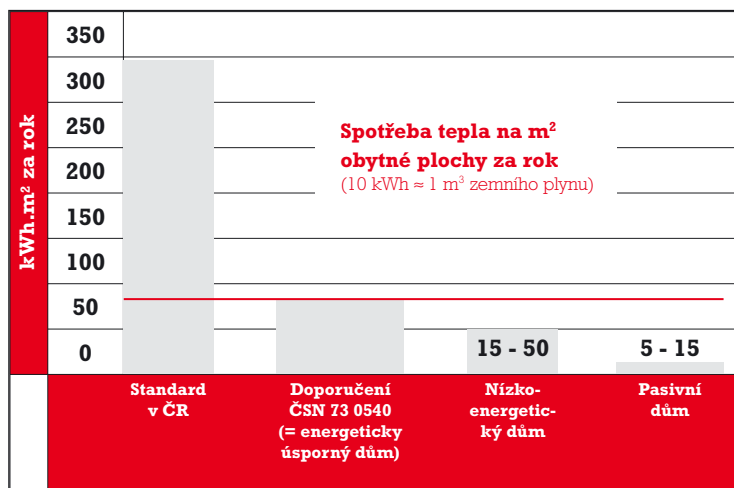 kWh.m² za rok
350
300
250
200
150
100
50
0
Spotřeba tepla na m²
obytné plochy za rok
(10 kWh ≈ 1 m³ zemního plynu)
15 - 50
5 - 15
Standard
v ČR
Doporučení
ČSN 73 0540
(= energeticky
úsporný dům)
Nízko-
energetic-
ký dům
Pasivní
dům